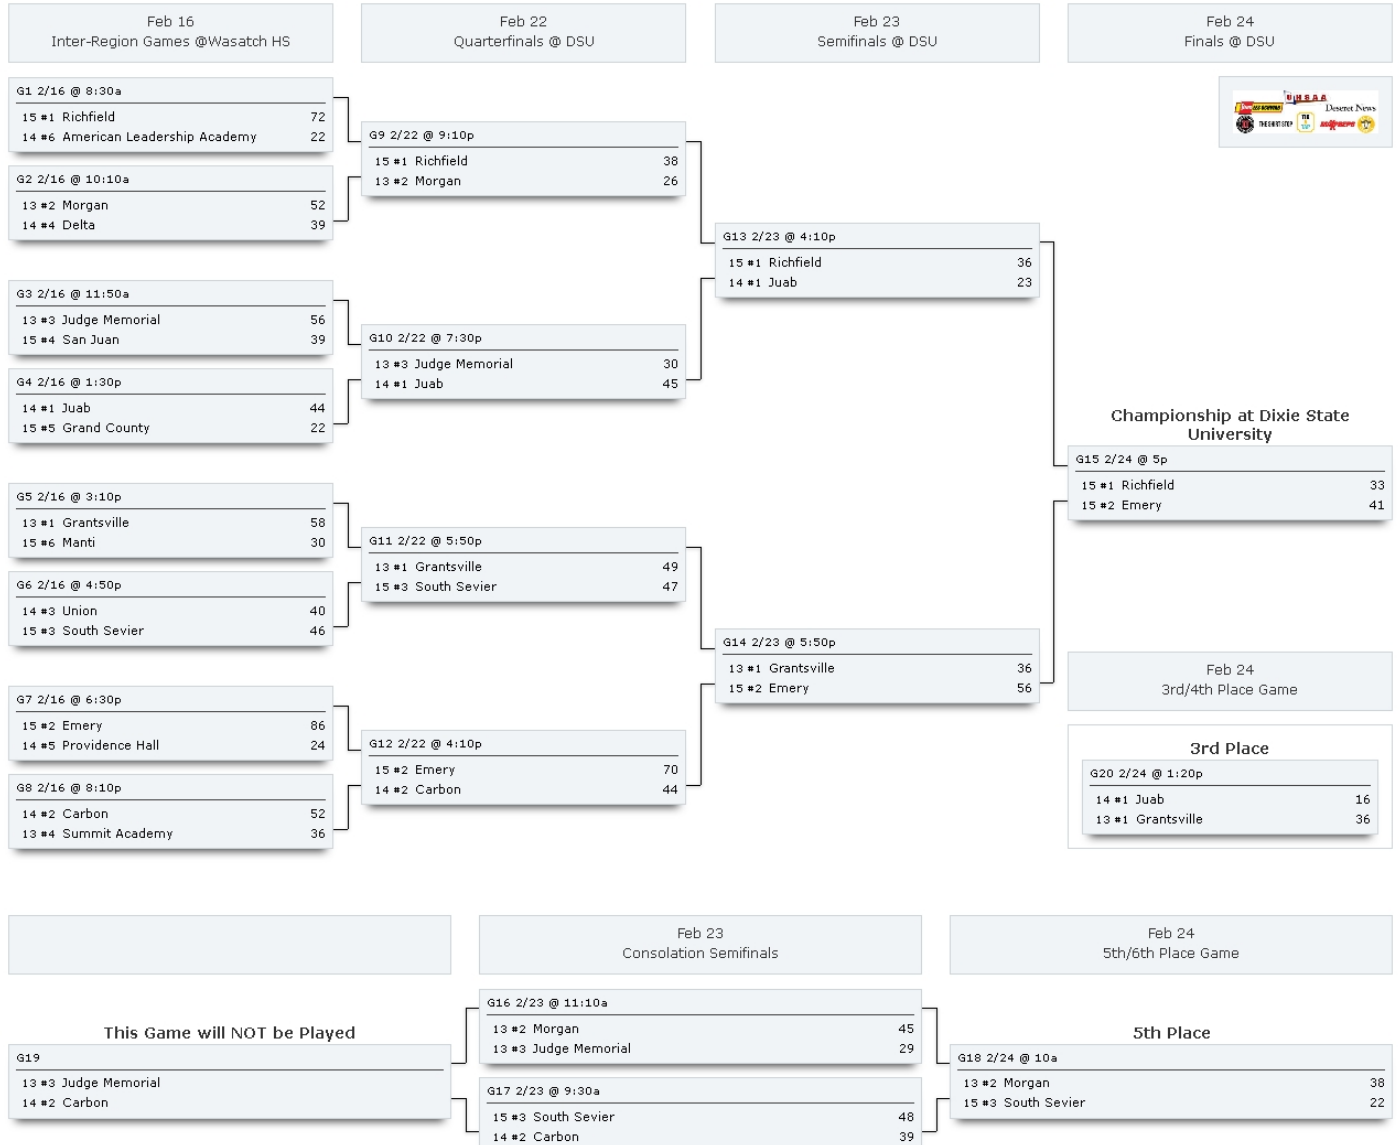 Feb 16
Inter-Region Games @Wasatch HS
Feb 22
Quarterfinals @ DSU
Feb 23
Semifinals @ DSU
Feb 24
Finals @ DSU
G1 2/16 @ 8:30a
15 #1 Richfield 72
14 #6 American Leadership Academy 22
G2 2/16 @ 10:10a
13 #2 Morgan 52
14 #4 Delta 39
G3 2/16 @ 11:50a
13 #3 Judge Memorial 56
15 #4 San Juan 39
G4 2/16 @ 1:30p
14 #1 Juab 44
15 #5 Grand County 22
G5 2/16 @ 3:10p
13 #1 Grantsville 58
15 #6 Manti 30
G6 2/16 @ 4:50p
14 #3 Union 40
15 #3 South Sevier 46
G7 2/16 @ 6:30p
15 #2 Emery 86
14 #5 Providence Hall 24
G8 2/16 @ 8:10p
14 #2 Carbon 52
13 #4 Summit Academy 36
G9 2/22 @ 9:10p
15 #1 Richfield 38
13 #2 Morgan 26
G10 2/22 @ 7:30p
13 #3 Judge Memorial 30
14 #1 Juab 45
G11 2/22 @ 5:50p
13 #1 Grantsville 49
15 #3 South Sevier 47
G12 2/22 @ 4:10p
15 #2 Emery 70
14 #2 Carbon 44
G13 2/23 @ 4:10p
15 #1 Richfield 36
14 #1 Juab 23
G14 2/23 @ 5:50p
13 #1 Grantsville 36
15 #2 Emery 56
UHSAA
Deseret News
THE SHIRT STOP
Championship at Dixie State
University
G15 2/24 @ 5p
15 #1 Richfield 33
15 #2 Emery 41
Feb 24
3rd/4th Place Game
3rd Place
G20 2/24 @ 1:20p
14 #1 Juab 16
13 #1 Grantsville 36
Feb 23
Consolation Semifinals
Feb 24
5th/6th Place Game
This Game will NOT be Played
G19
13 #3 Judge Memorial
14 #2 Carbon
G16 2/23 @ 11:10a
13 #2 Morgan 45
13 #3 Judge Memorial 29
G17 2/23 @ 9:30a
15 #3 South Sevier 48
14 #2 Carbon 39
5th Place
G18 2/24 @ 10a
13 #2 Morgan 38
15 #3 South Sevier 22